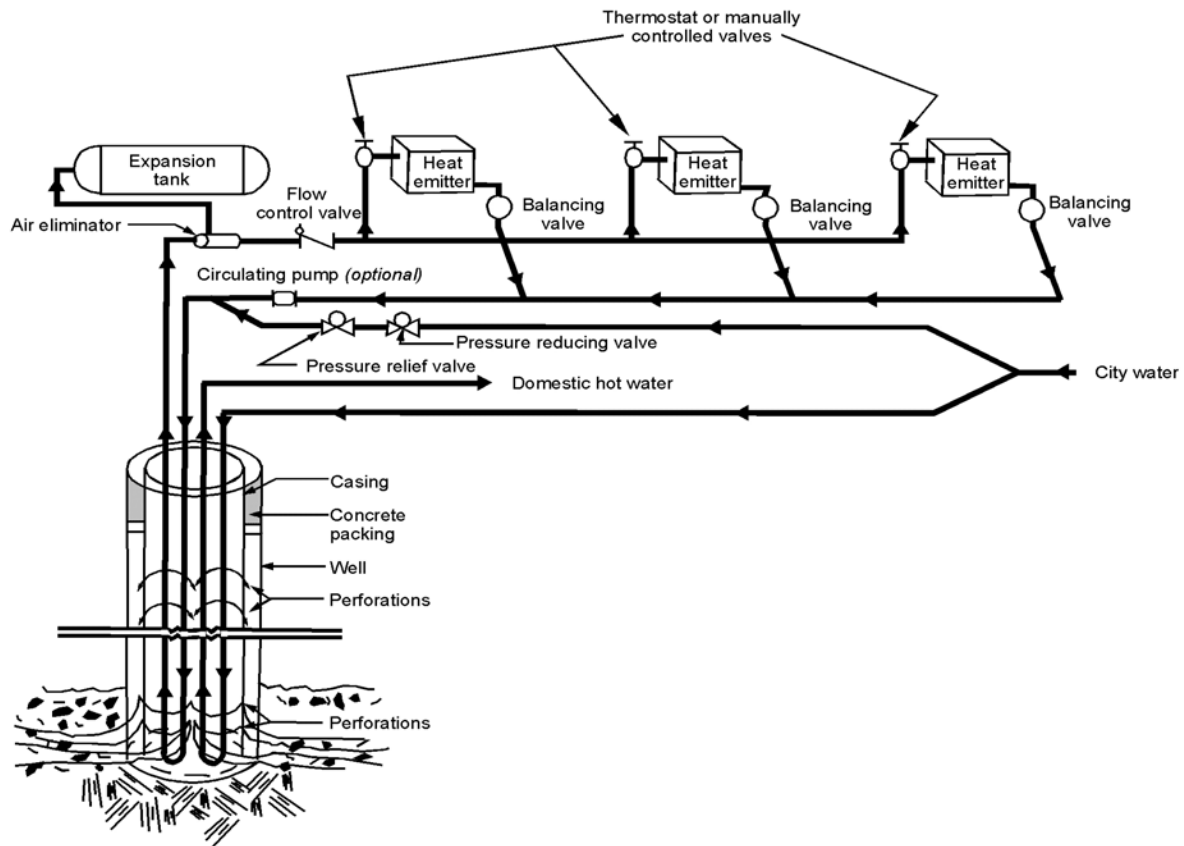 Thermostat or manually
controlled valves
Expansion
tank
Heat
emitter
Heat
emitter
Heat
emitter
Flow
control valve
Air eliminator
Balancing
valve
Balancing
valve
Balancing
valve
Circulating pump (optional)
Pressure reducing valve
Pressure relief valve
Domestic hot water
City water
Casing
Concrete
packing
Well
Perforations
Perforations